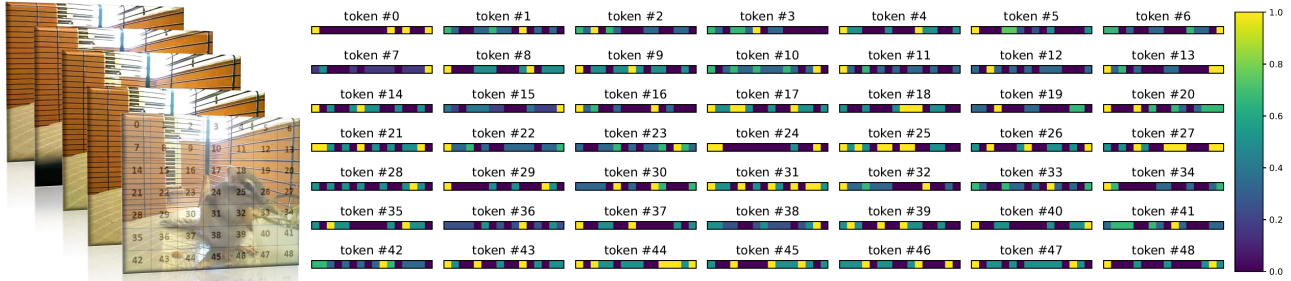 token #0 token #1 token #2 token #3 token #4 token #5 token #6
token #7 token #8 token #9 token #10 token #11 token #12 token #13
token #14 token #15 token #16 token #17 token #18 token #19 token #20
token #21 token #22 token #23 token #24 token #25 token #26 token #27
token #28 token #29 token #30 token #31 token #32 token #33 token #34
token #35 token #36 token #37 token #38 token #39 token #40 token #41
token #42 token #43 token #44 token #45 token #46 token #47 token #48
1.0
0.8
0.6
0.4
0.2
0.0
0 2 3 4 5 6
7 8 9 10 11 12 13
14 15 16 17 18 19 20
21 22 23 24 25 26 27
28 29 30 31 32 33 34
35 36 37 38 39 40 41
42 43 44 45 46 47 48